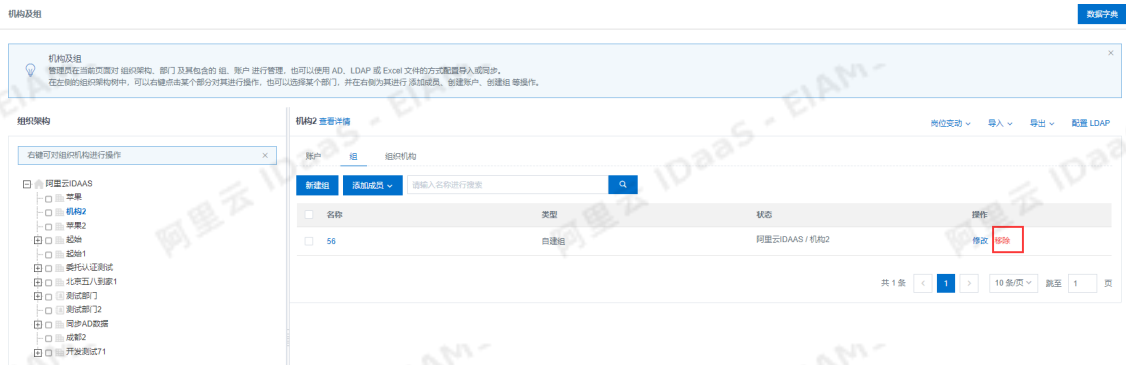 机构及组
数据字典
机构及组
管理员在当前页面对 组织架构、部门 及其包含的 组、账户 进行管理，也可以使用 AD、LDAP 或 Excel 文件的方式配置导入或同步。
在左侧的组织架构树中，可以右键点击某个部分对其进行操作，也可以选择某个部门，并在右侧为其进行 添加成员、创建账户、创建组 等操作。
组织架构
机构2 查看详情
岗位变动 导入 导出 配置 LDAP
右键可对组织机构进行操作
账户 组 组织机构
新建组 添加成员 请输入名称进行搜索
名称 类型 状态 操作
56 自建组 阿里云IDAAS / 机构2 修改 移除
共 1 条 < 1 > 10 条/页 跳至 1 页
阿里云IDAAS
苹果
机构2
苹果2
起始
起始1
委托认证测试
北京五八到家1
测试部门
测试部门2
同步AD数据
成都2
开发测试71
阿里云 IDaaS - EIAM-